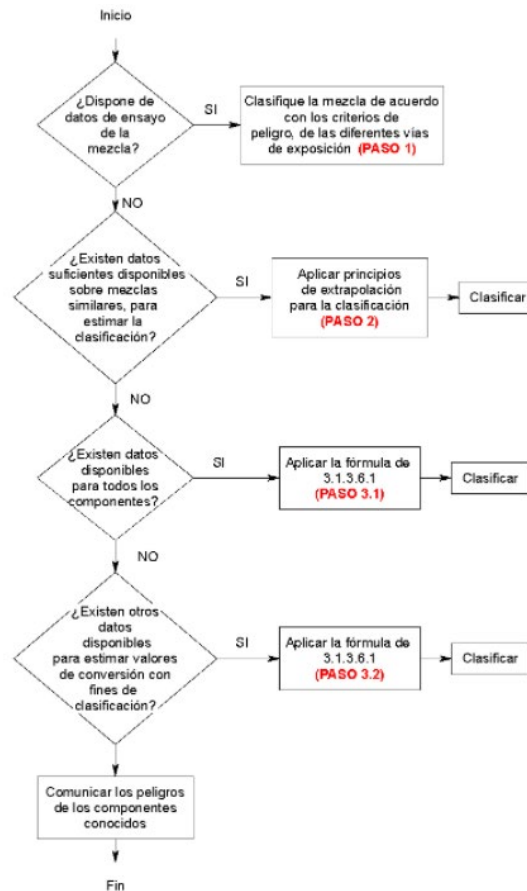 Inicio
¿Dispone de
datos de ensayo
de la
mezcla?
SI
Clasifique la mezcla de acuerdo
con los criterios de
peligro, de las diferentes vías
de exposición (PASO 1)
NO
¿Existen datos
suficientes disponibles
sobre mezclas
similares, para
estimar la
clasificación?
SI
Aplicar principios
de extrapolación
para la clasificación
(PASO 2)
Clasificar
NO
¿Existen datos
disponibles
para todos los
componentes?
SI
Aplicar la fórmula de
3.1.3.6.1
(PASO 3.1)
Clasificar
NO
¿Existen otros
datos
disponibles
para estimar valores
de conversión con
fines de
clasificación?
SI
Aplicar la fórmula de
3.1.3.6.1
(PASO 3.2)
Clasificar
Comunicar los peligros
de los componentes
conocidos
Fin